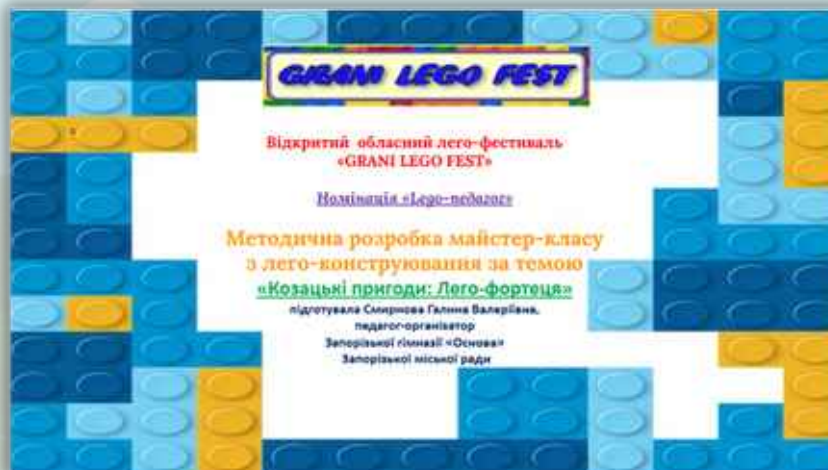 GRANI LEGO FEST
Відкритий обласний лего-фестиваль
«GRANI LEGO FEST»
Номінація «Lego-педагог»
Методична розробка майстер-класу
з лего-конструювання за темою
«Козацькі пригоди: Лего-фортеця»
підготувала Смирнова Галина Валеріївна,
педагог-організатор
Запорізької гімназії «Основа»
Запорізької міської ради